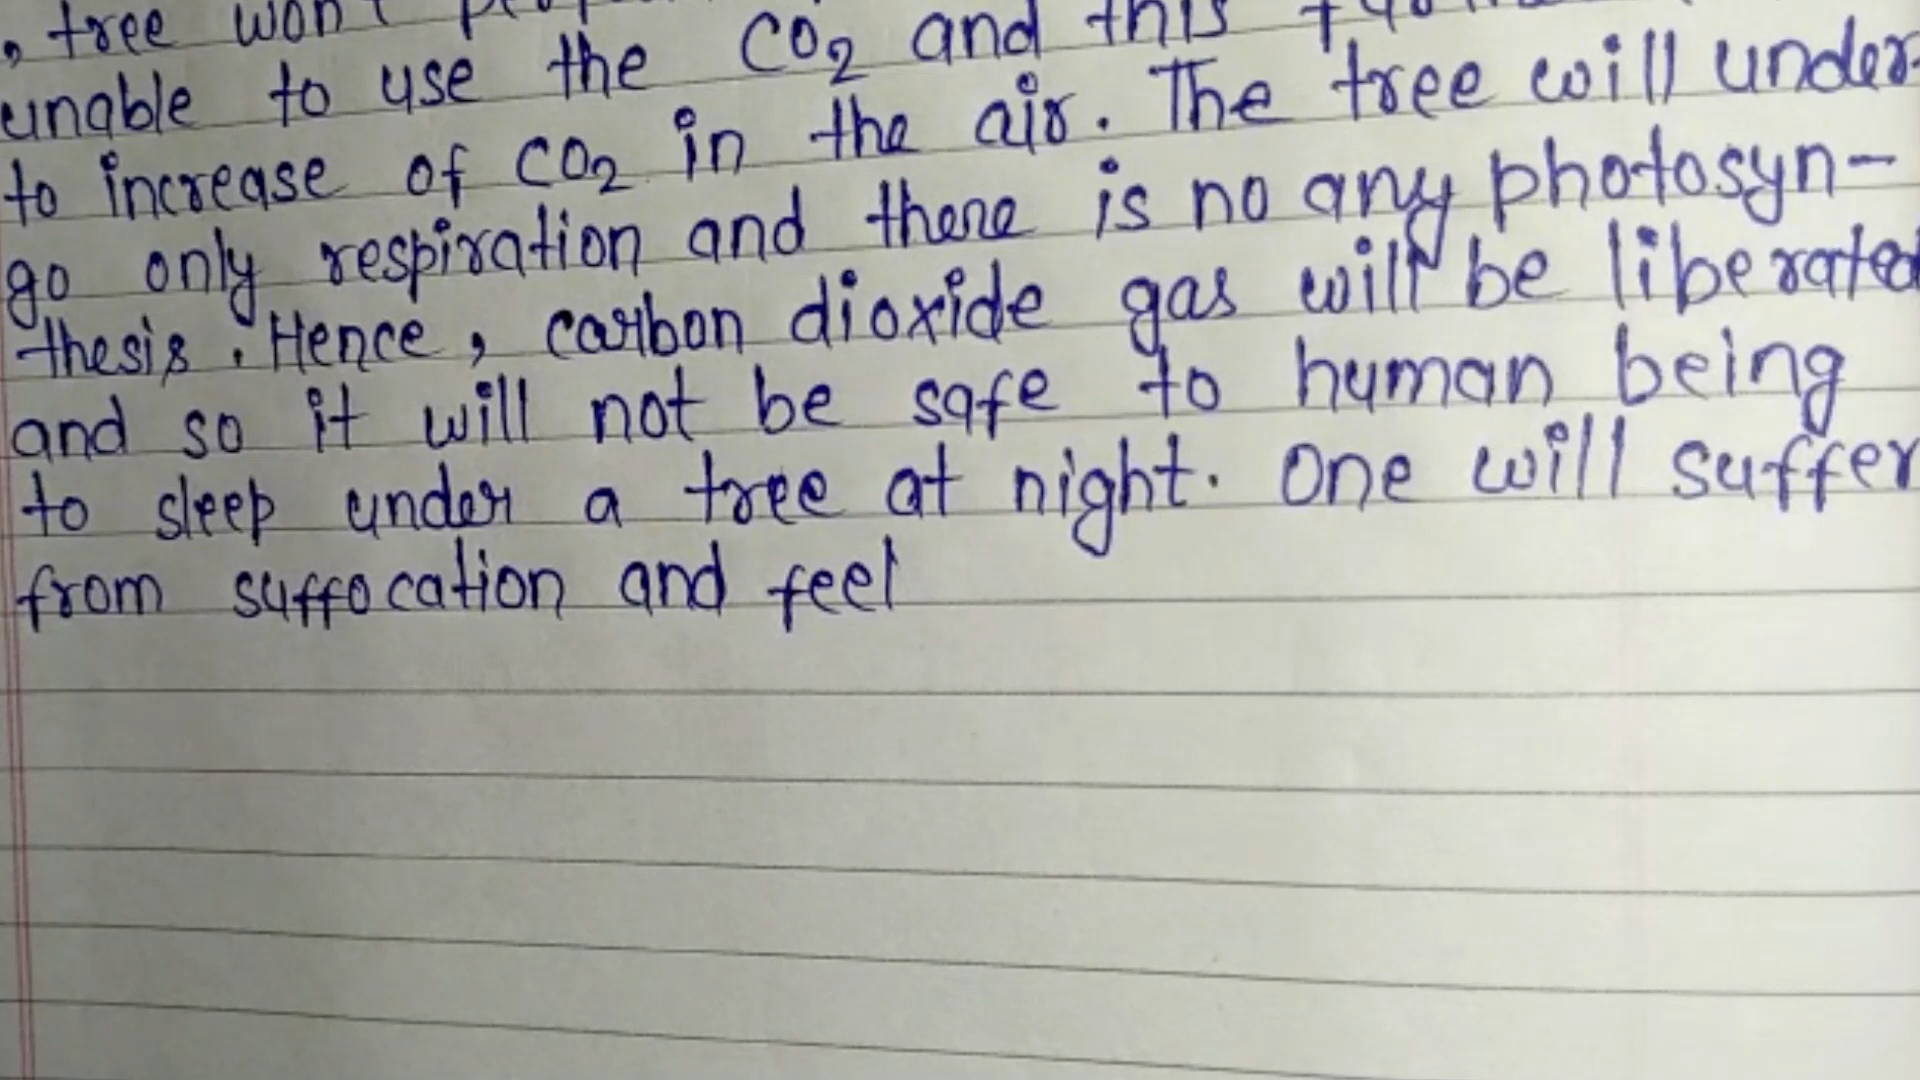 , tree won't
unable to use the CO2 and this
to increase of CO2 in the air. The tree will under-
go only respiration and there is no any photosyn-
thesis. Hence, carbon dioxide gas will be liberated
and so it will not be safe to human being
to sleep under a tree at night. One will suffer
from suffocation and feel